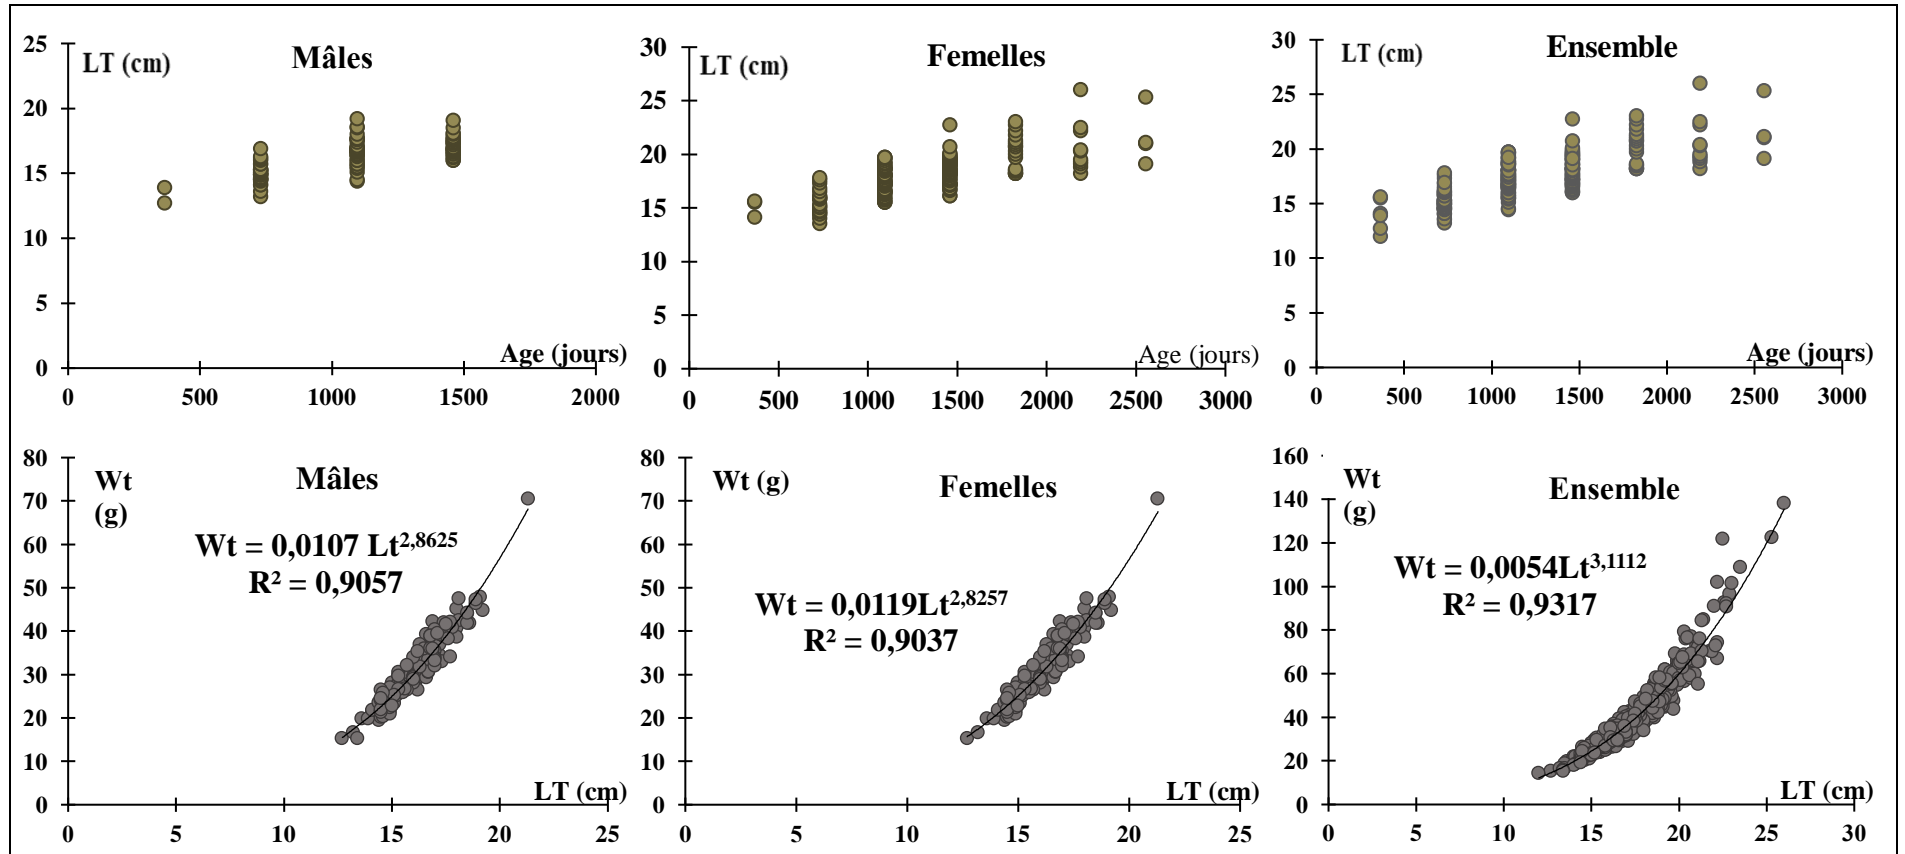 Mâles
LT (cm)
25
20
15
10
5
0
0 500 1000 1500 2000
Age (jours)
Femelles
LT (cm)
30
25
20
15
10
5
0
0 500 1000 1500 2000 2500 3000
Age (jours)
Ensemble
LT (cm)
30
25
20
15
10
5
0
0 500 1000 1500 2000 2500 3000
Age (jours)
Mâles
Wt
(g)
80
70
60
50
40
30
20
10
0
Wt = 0,0107 Lt^2,8625
R² = 0,9057
LT (cm)
0 5 10 15 20 25
Femelles
Wt (g)
80
70
60
50
40
30
20
10
0
Wt = 0,0119Lt^2,8257
R² = 0,9037
LT (cm)
0 5 10 15 20 25
Ensemble
Wt
(g)
160
140
120
100
80
60
40
20
0
Wt = 0,0054Lt^3,1112
R² = 0,9317
LT (cm)
0 5 10 15 20 25 30